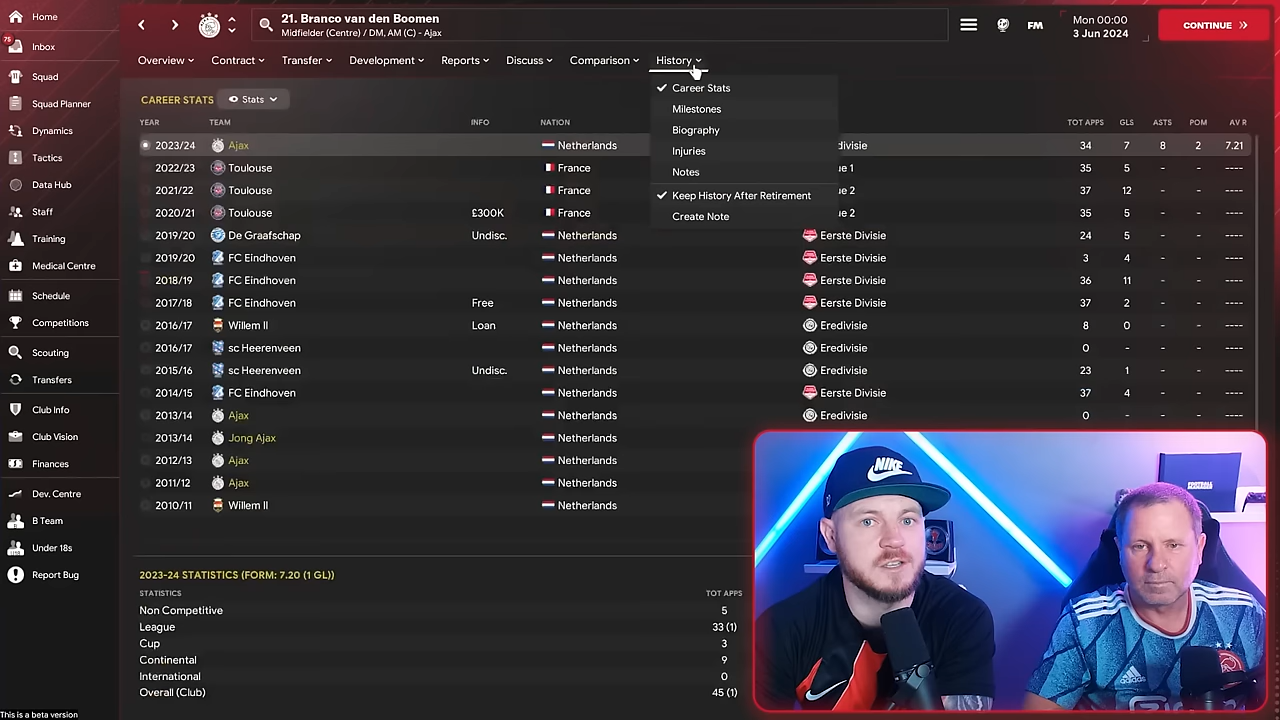 Home
75
Inbox
Squad
Squad Planner
Dynamics
Tactics
Data Hub
Staff
Training
Medical Centre
Schedule
Competitions
Scouting
Transfers
Club Info
Club Vision
Finances
Dev. Centre
B Team
Under 18s
Report Bug
This is a beta version
21. Branco van den Boomen
Midfielder (Centre) / DM, AM (C) - Ajax
FM
Mon 00:00
3 Jun 2024
CONTINUE
Overview Contract Transfer Development Reports Discuss Comparison History
Career Stats
Milestones
Biography
Injuries
Notes
Keep History After Retirement
Create Note
CAREER STATS Stats
YEAR TEAM INFO NATION TOT APPS GLS ASTS POM AV R
2023/24 Ajax Netherlands divisie 34 7 8 2 7.21
2022/23 Toulouse France ue 1 35 5 - - ----
2021/22 Toulouse France ue 2 37 12 - - ----
2020/21 Toulouse £300K France ue 2 35 5 - - ----
2019/20 De Graafschap Undisc. Netherlands Eerste Divisie 24 5 - - ----
2019/20 FC Eindhoven Netherlands Eerste Divisie 3 4 - - ----
2018/19 FC Eindhoven Netherlands Eerste Divisie 36 11 - - ----
2017/18 FC Eindhoven Free Netherlands Eerste Divisie 37 2 - - ----
2016/17 Willem II Loan Netherlands Eredivisie 8 0 - - ----
2016/17 sc Heerenveen Netherlands Eredivisie 0 - - - ----
2015/16 sc Heerenveen Undisc. Netherlands Eredivisie 23 1 - - ----
2014/15 FC Eindhoven Netherlands Eerste Divisie 37 4 - - ----
2013/14 Ajax Netherlands Eredivisie 0 - - - ----
2013/14 Jong Ajax Netherlands
2012/13 Ajax Netherlands
2011/12 Ajax Netherlands
2010/11 Willem II Netherlands
2023-24 STATISTICS (FORM: 7.20 (1 GL))
STATISTICS TOT APPS
Non Competitive 5
League 33 (1)
Cup 3
Continental 9
International 0
Overall (Club) 45 (1)
NIKE
adidas